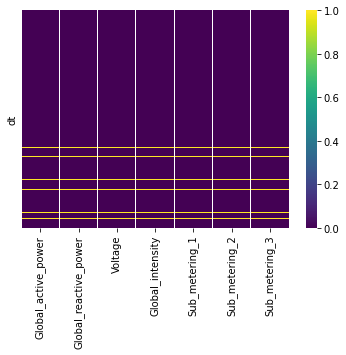 1.0
0.8
0.6
0.4
0.2
0.0
dt
Global_active_power
Global_reactive_power
Voltage
Global_intensity
Sub_metering_1
Sub_metering_2
Sub_metering_3